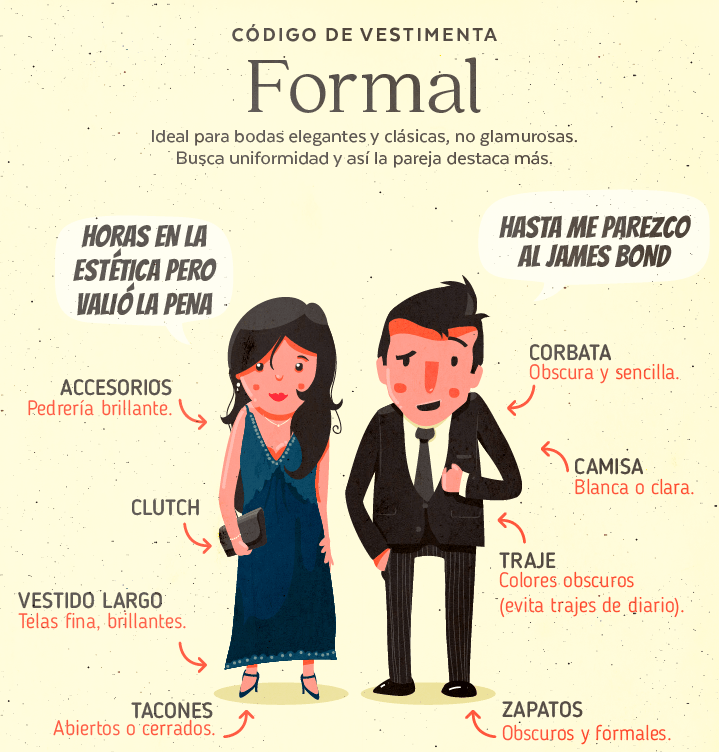 CÓDIGO DE VESTIMENTA
Formal
Ideal para bodas elegantes y clásicas, no glamurosas.
Busca uniformidad y así la pareja destaca más.
HORAS EN LA
ESTÉTICA PERO
VALIÓ LA PENA
HASTA ME PAREZCO
AL JAMES BOND
ACCESORIOS
Pedrería brillante.
CLUTCH
VESTIDO LARGO
Telas fina, brillantes.
TACONES
Abiertos o cerrados.
CORBATA
Obscura y sencilla.
CAMISA
Blanca o clara.
TRAJE
Colores obscuros
(evita trajes de diario).
ZAPATOS
Obscuros y formales.